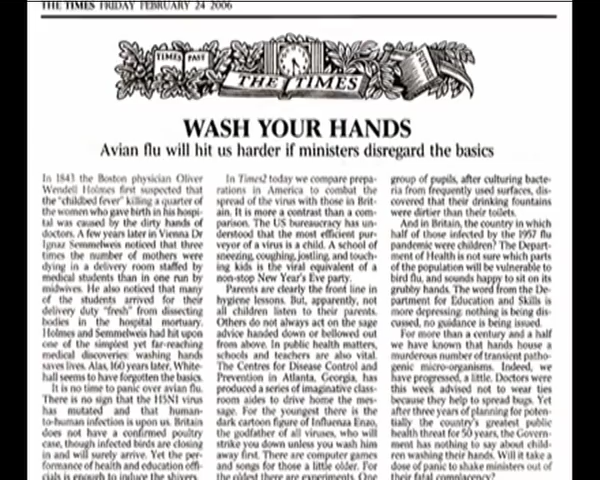 THE TIMES FRIDAY FEBRUARY 24 2006
TIMES PAST
FUTURE
THE TIMES
WASH YOUR HANDS
Avian flu will hit us harder if ministers disregard the basics
In 1843 the Boston physician Oliver
Wendell Holmes first suspected that
the "childbed fever" killing a quarter of
the women who gave birth in his hospi-
tal was caused by the dirty hands of
doctors. A few years later in Vienna Dr
Ignaz Semmelweis noticed that three
times the number of mothers were
dying in a delivery room staffed by
medical students than in one run by
midwives. He also noticed that many
of the students arrived for their
delivery duty "fresh" from dissecting
bodies in the hospital mortuary.
Holmes and Semmelweis had hit upon
one of the simplest yet far-reaching
medical discoveries: washing hands
saves lives. Alas, 160 years later, White-
hall seems to have forgotten the basics.
It is no time to panic over avian flu.
There is no sign that the H5N1 virus
has mutated and that human-
to-human infection is upon us. Britain
does not have a confirmed poultry
case, though infected birds are closing
in and will surely arrive. Yet the per-
formance of health and education offi-
cials is enough to induce the shivers.
In Times2 today we compare prepa-
rations in America to combat the
spread of the virus with those in Brit-
ain. It is more a contrast than a com-
parison. The US bureaucracy has un-
derstood that the most efficient pur-
veyor of a virus is a child. A school of
sneezing, coughing, jostling, and touch-
ing kids is the viral equivalent of a
non-stop New Year's Eve party.
Parents are clearly the front line in
hygiene lessons. But, apparently, not
all children listen to their parents.
Others do not always act on the sage
advice handed down or bellowed out
from above. In public health matters,
schools and teachers are also vital.
The Centres for Disease Control and
Prevention in Atlanta, Georgia, has
produced a series of imaginative class-
room aides to drive home the mes-
sage. For the youngest there is the
dark cartoon figure of Influenza Enzo,
the godfather of all viruses, who will
strike you down unless you wash him
away first. There are computer games
and songs for those a little older. For
the oldest there are experiments. One
group of pupils, after culturing bacte-
ria from frequently used surfaces, dis-
covered that their drinking fountains
were dirtier than their toilets.
And in Britain, the country in which
half of those infected by the 1957 flu
pandemic were children? The Depart-
ment of Health is not sure which parts
of the population will be vulnerable to
bird flu, and sounds happy to sit on its
grubby hands. The word from the De-
partment for Education and Skills is
more depressing: nothing is being dis-
cussed, no guidance is being issued.
For more than a century and a half
we have known that hands house a
murderous number of transient patho-
genic micro-organisms. Indeed, we
have progressed, a little. Doctors were
this week advised not to wear ties
because they help to spread bugs. Yet
after three years of planning for poten-
tially the country's greatest public
health threat for 50 years, the Govern-
ment has nothing to say about child-
ren washing their hands. Will it take a
dose of panic to shake ministers out of
their fatal complacency?